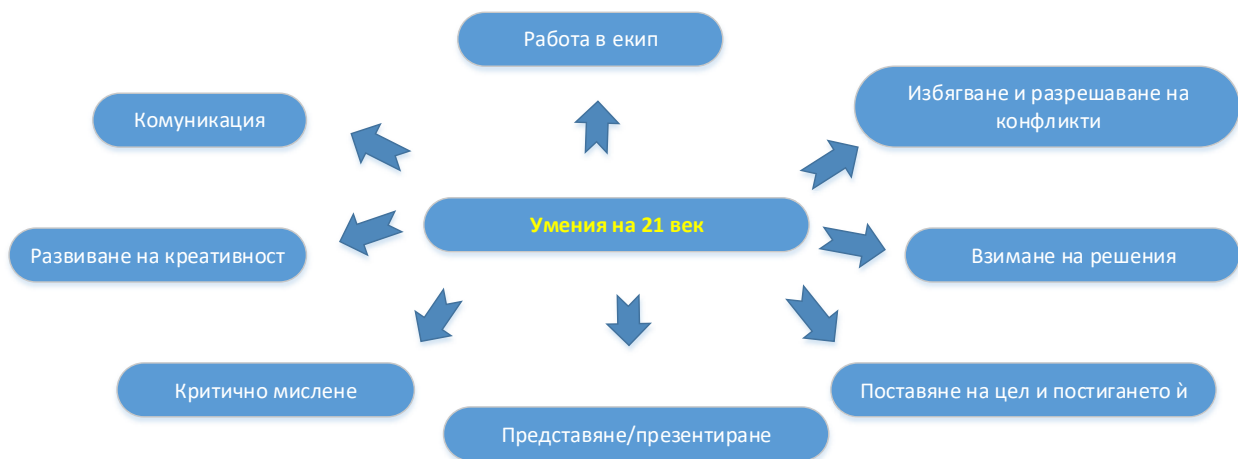 Работа в екип
Избягване и разрешаване на
конфликти
Комуникация
Умения на 21 век
Развиване на креативност
Взимане на решения
Критично мислене
Поставяне на цел и постигането ѝ
Представяне/презентиране